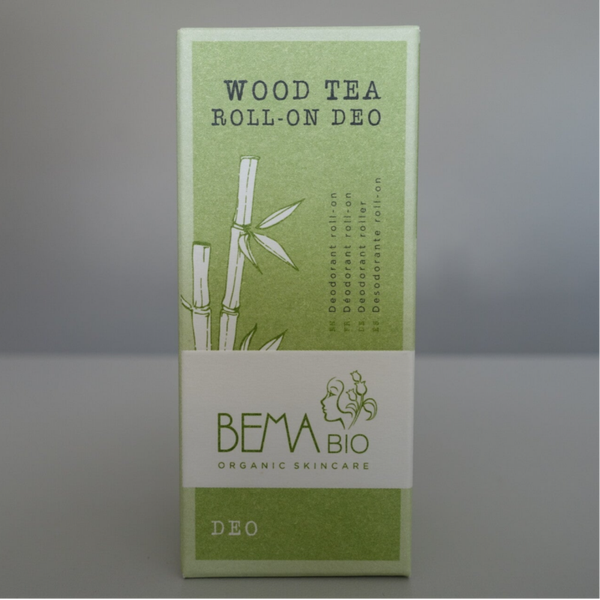 WOOD TEA
ROLL-ON DEO
Deodorant roll-on
Déodorant roll-on
Deodorant roller
Desodorante roll-on
BEMA BIO
ORGANIC SKINCARE
DEO